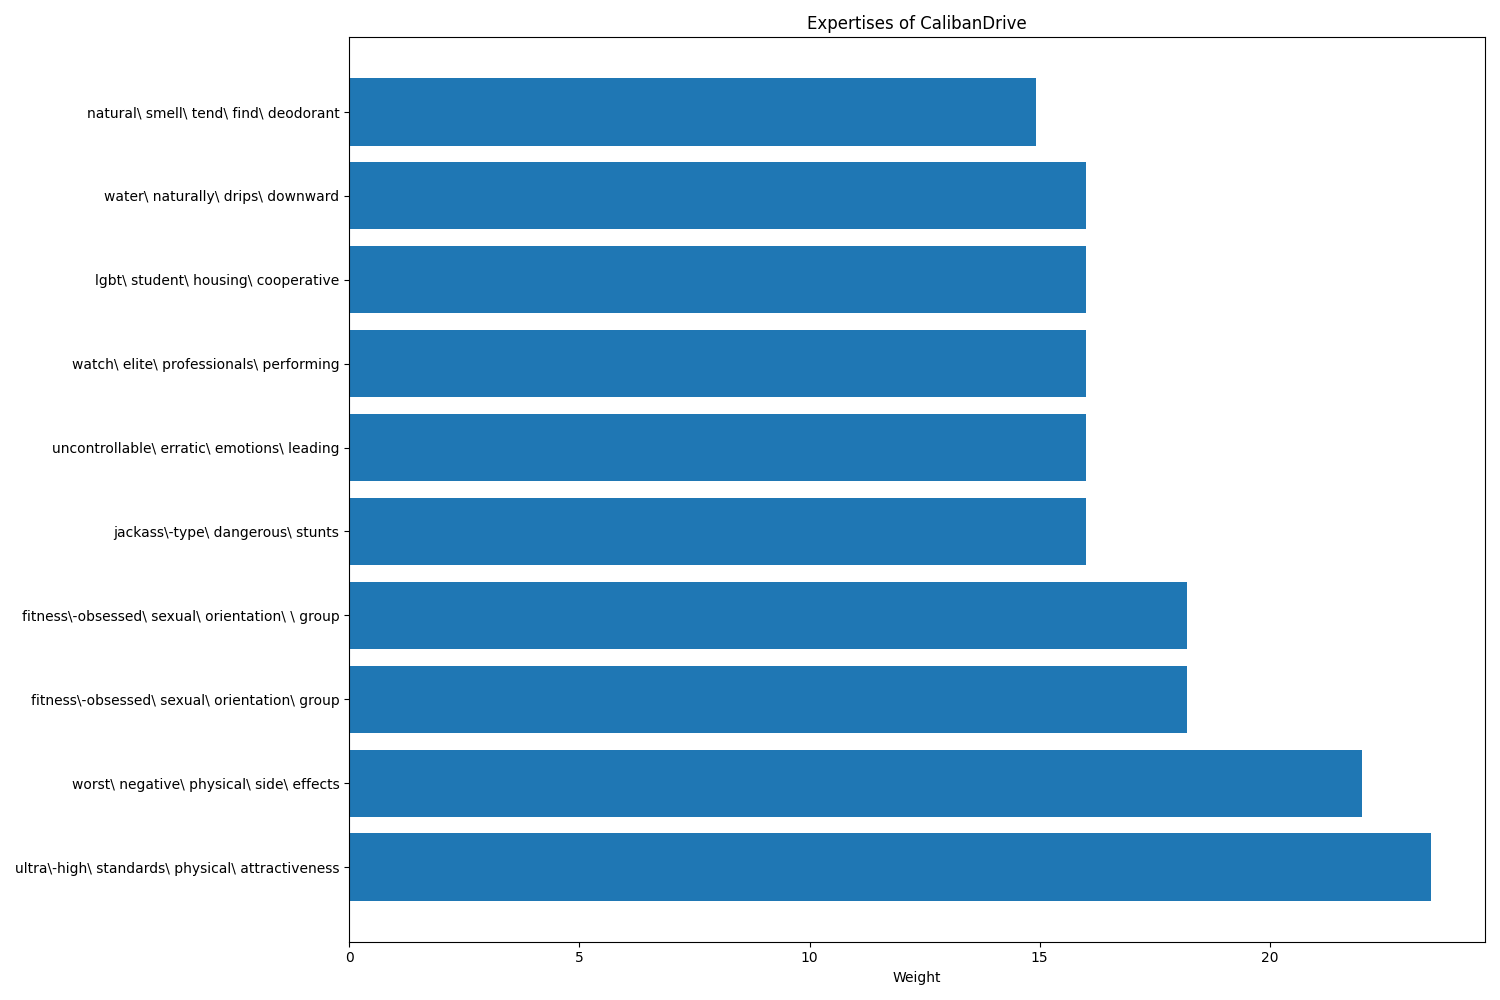 Expertises of CalibanDrive
natural\ smell\ tend\ find\ deodorant
water\ naturally\ drips\ downward
lgbt\ student\ housing\ cooperative
watch\ elite\ professionals\ performing
uncontrollable\ erratic\ emotions\ leading
jackass\-type\ dangerous\ stunts
fitness\-obsessed\ sexual\ orientation\ \ group
fitness\-obsessed\ sexual\ orientation\ group
worst\ negative\ physical\ side\ effects
ultra\-high\ standards\ physical\ attractiveness
0 5 10 15 20
Weight